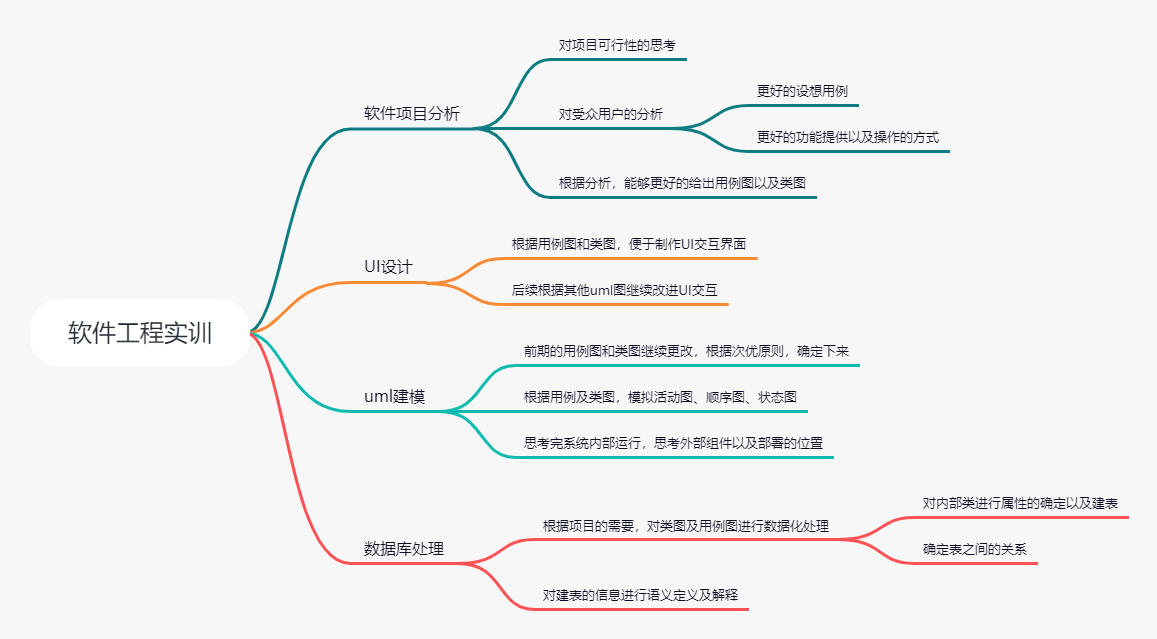 软件工程实训
软件项目分析
对项目可行性的思考
对受众用户的分析
更好的设想用例
更好的功能提供以及操作的方式
根据分析，能够更好的给出用例图以及类图
UI设计
根据用例图和类图，便于制作UI交互界面
后续根据其他uml图继续改进UI交互
uml建模
前期的用例图和类图继续更改，根据次优原则，确定下来
根据用例及类图，模拟活动图、顺序图、状态图
思考完系统内部运行，思考外部组件以及部署的位置
数据库处理
根据项目的需要，对类图及用例图进行数据化处理
对内部类进行属性的确定以及建表
确定表之间的关系
对建表的信息进行语义定义及解释